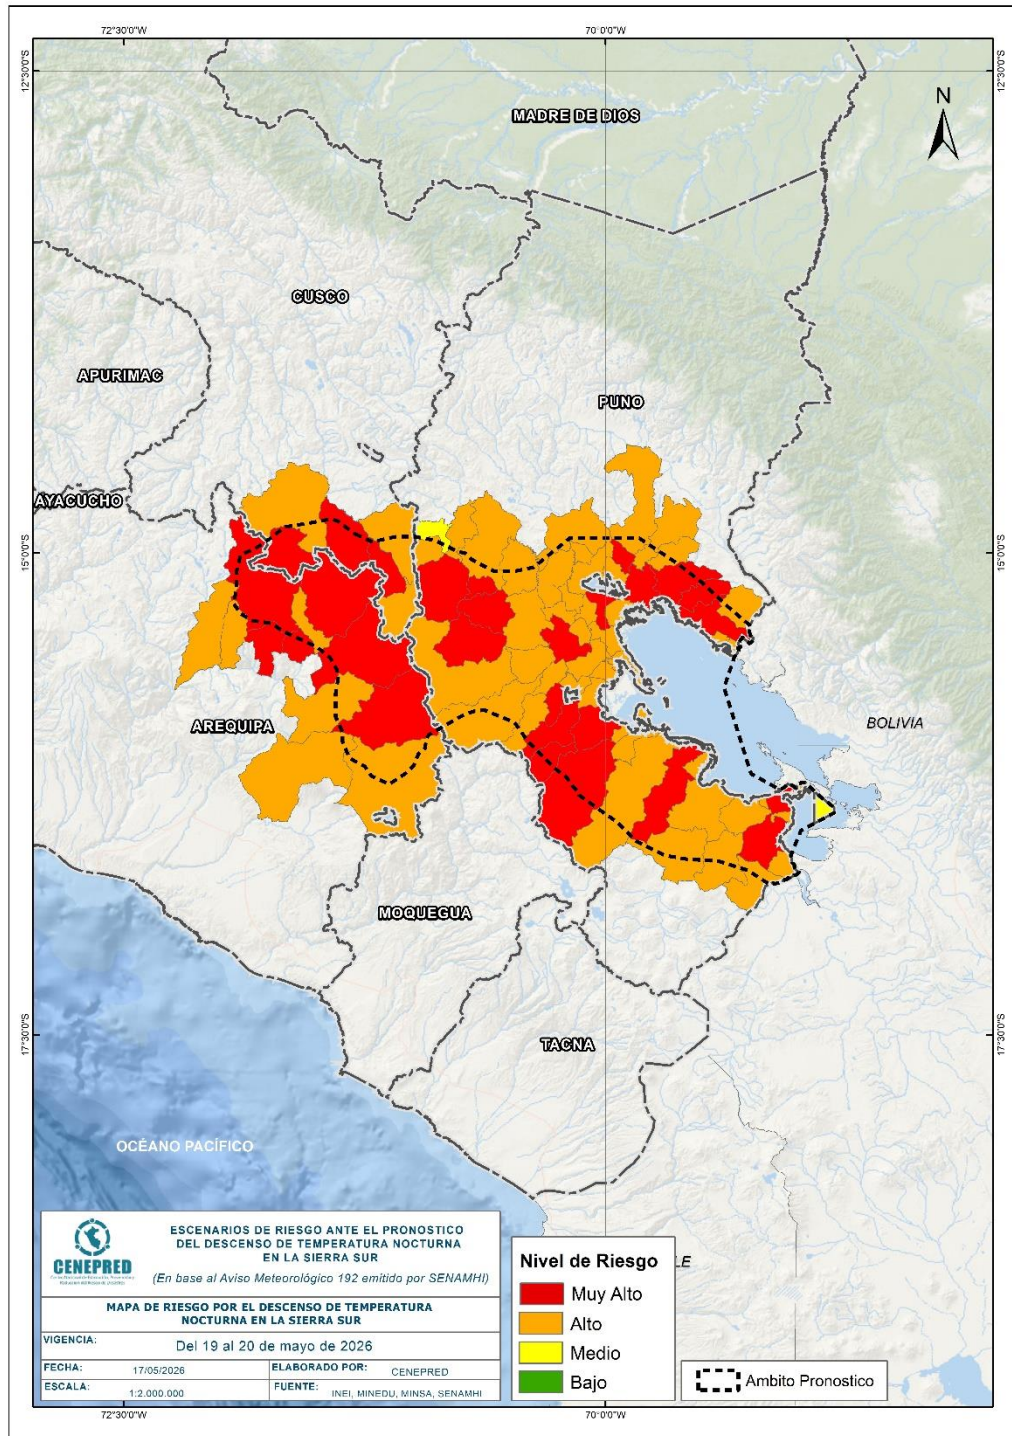 72°30'0"W
70°0'0"W
12°30'0"S
12°30'0"S
N
MADRE DE DIOS
CUSCO
APURIMAC
PUNO
AYACUCHO
15°0'0"S
15°0'0"S
AREQUIPA
BOLIVIA
MOQUEGUA
17°30'0"S
17°30'0"S
TACNA
OCÉANO PACÍFICO
LE
CENEPRED
ESCENARIOS DE RIESGO ANTE EL PRONOSTICO
DEL DESCENSO DE TEMPERATURA NOCTURNA
EN LA SIERRA SUR
(En base al Aviso Meteorológico 192 emitido por SENAMHI)
MAPA DE RIESGO POR EL DESCENSO DE TEMPERATURA
NOCTURNA EN LA SIERRA SUR
VIGENCIA:
Del 19 al 20 de mayo de 2026
FECHA: 17/05/2026
ELABORADO POR: CENEPRED
ESCALA: 1:2.000.000
FUENTE: INEI, MINEDU, MINSA, SENAMHI
Nivel de Riesgo
Muy Alto
Alto
Medio
Bajo
Ambito Pronostico
72°30'0"W
70°0'0"W